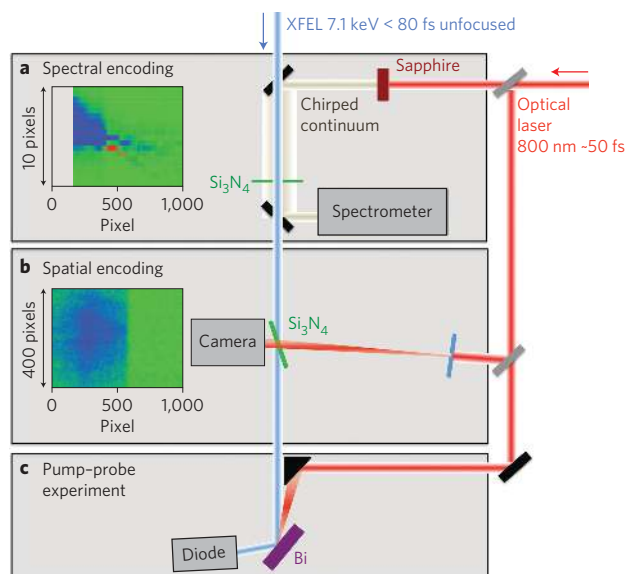 XFEL 7.1 keV < 80 fs unfocused
a Spectral encoding
10 pixels
0 500 1,000
Pixel
Sapphire
Chirped
continuum
Optical
laser
800 nm ~50 fs
Si₃N₄
Spectrometer
b Spatial encoding
400 pixels
0 500 1,000
Pixel
Camera
Si₃N₄
c Pump–probe
experiment
Diode
Bi